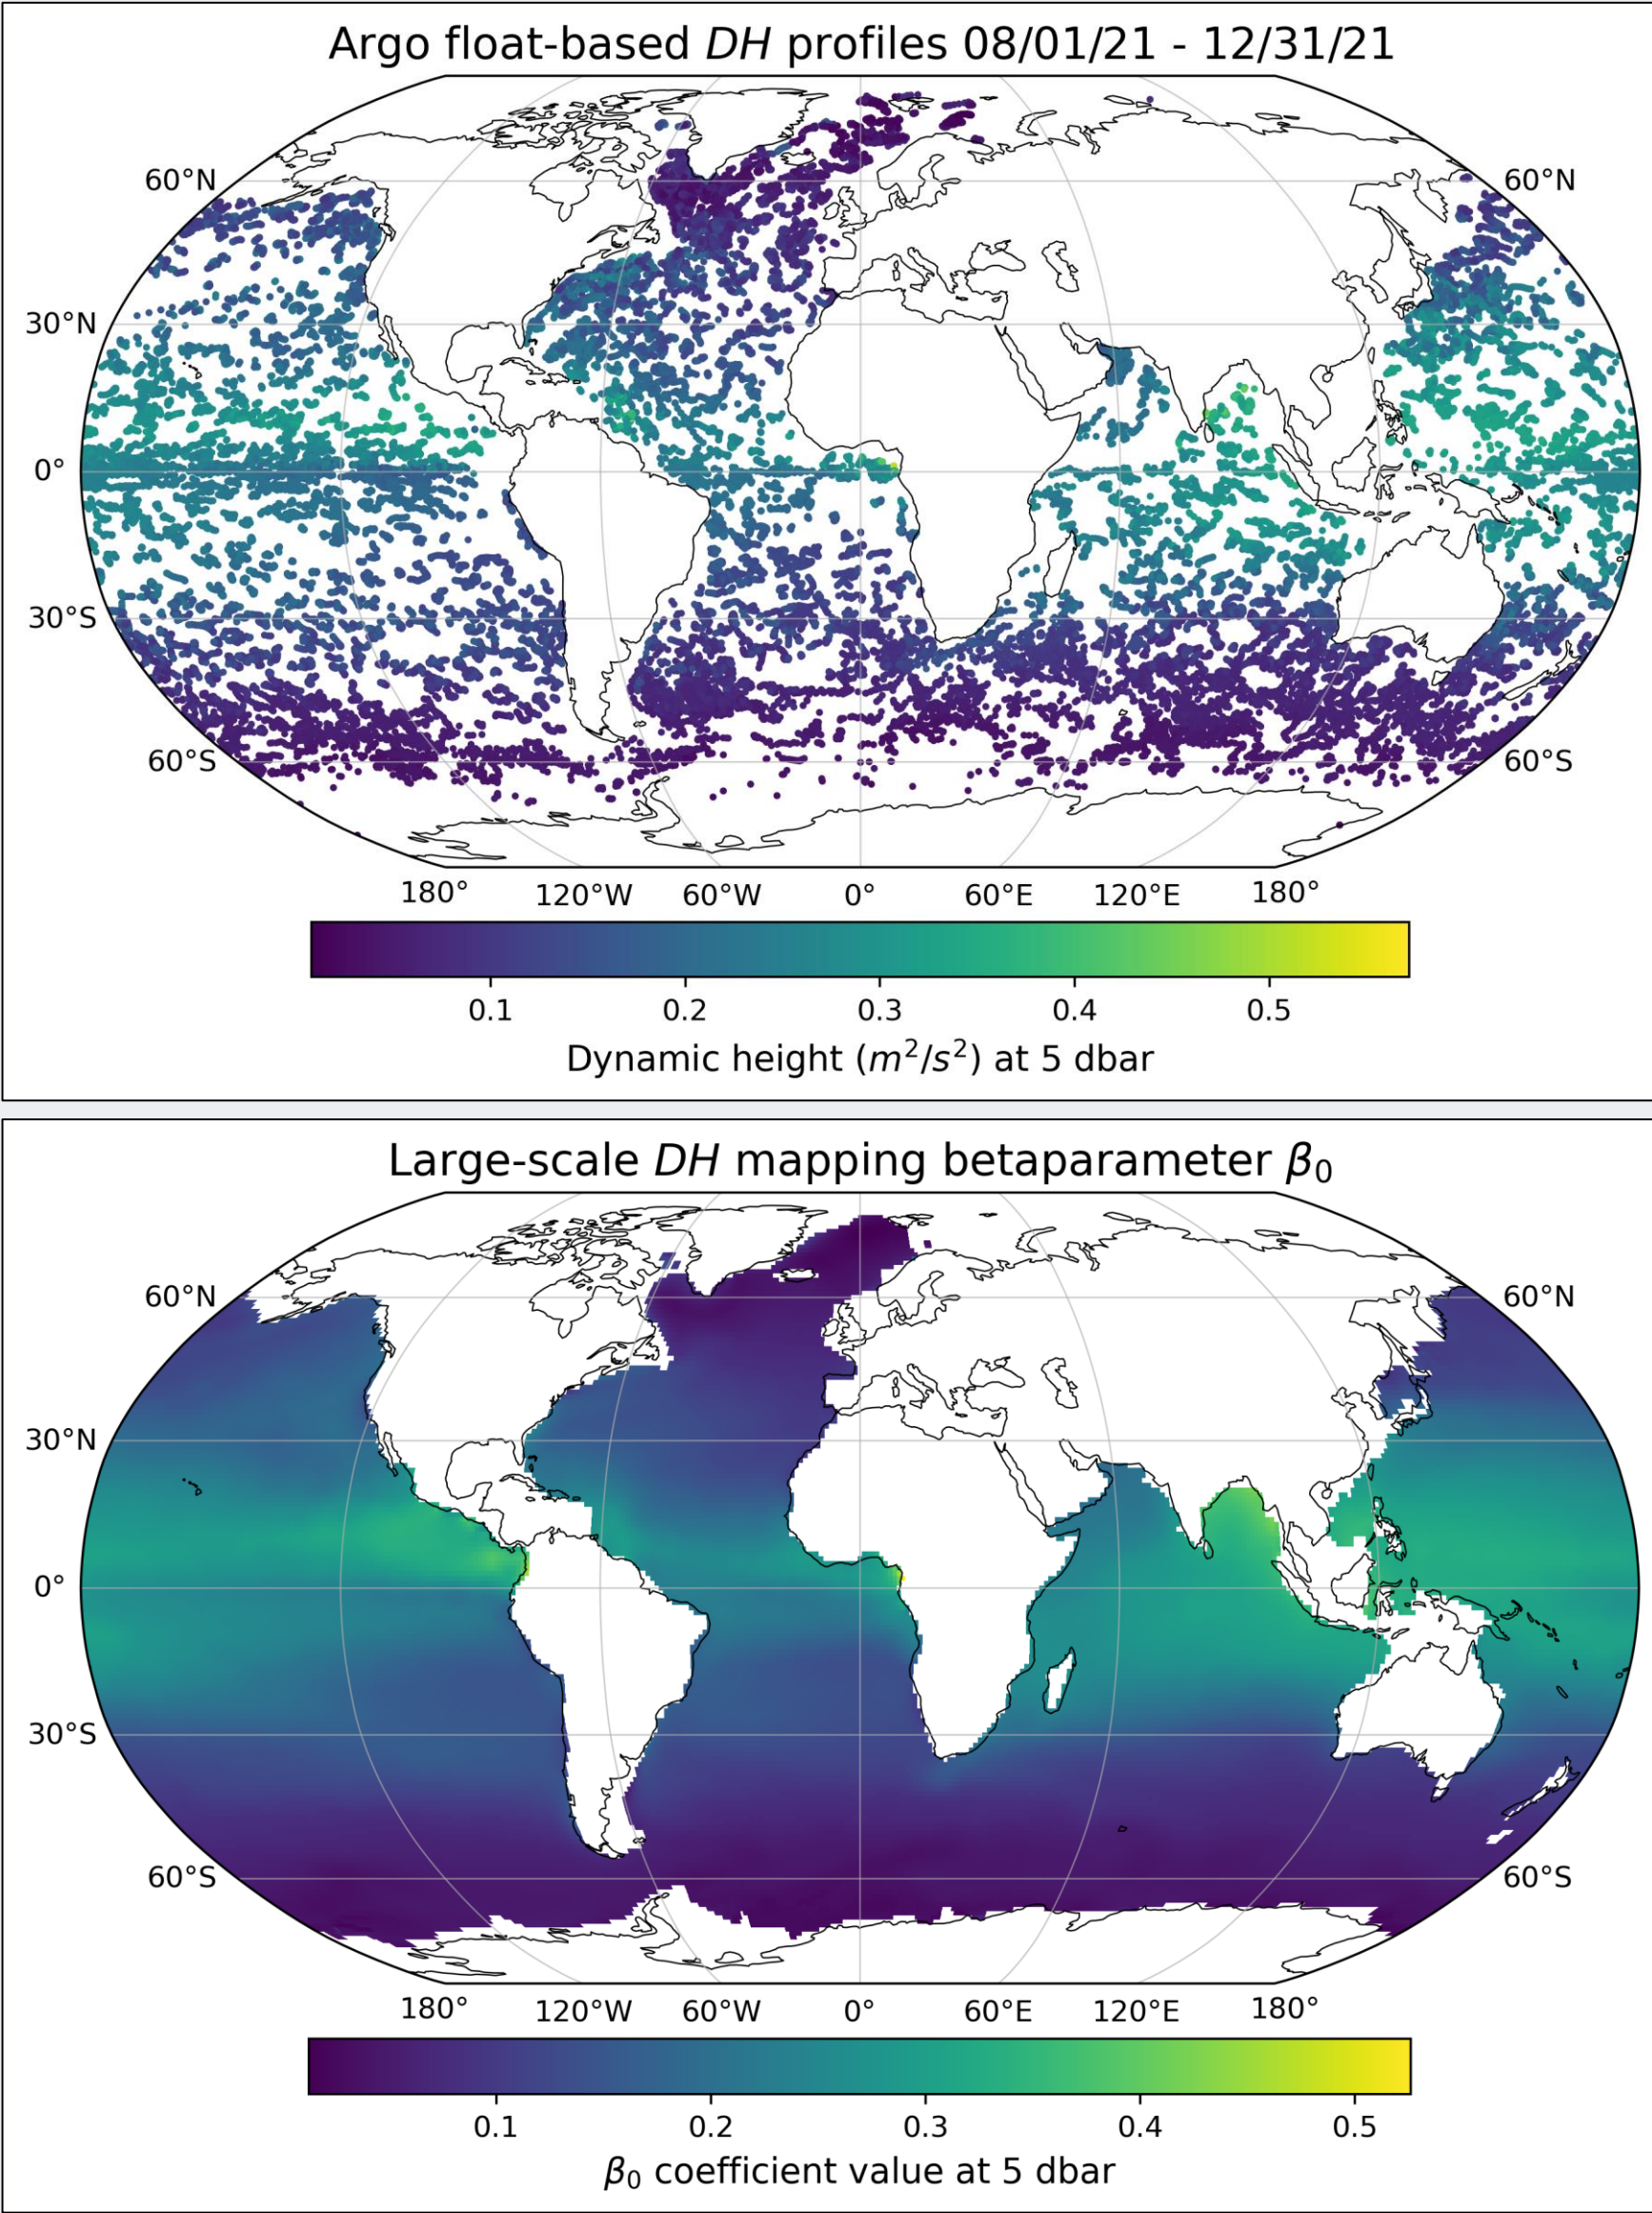 Argo float-based DH profiles 08/01/21 - 12/31/21
60°N 60°N
30°N
0°
30°S
60°S 60°S
180° 120°W 60°W 0° 60°E 120°E 180°
0.1 0.2 0.3 0.4 0.5
Dynamic height (m²/s²) at 5 dbar
Large-scale DH mapping betaparameter β₀
60°N 60°N
30°N
0°
30°S
60°S 60°S
180° 120°W 60°W 0° 60°E 120°E 180°
0.1 0.2 0.3 0.4 0.5
β₀ coefficient value at 5 dbar